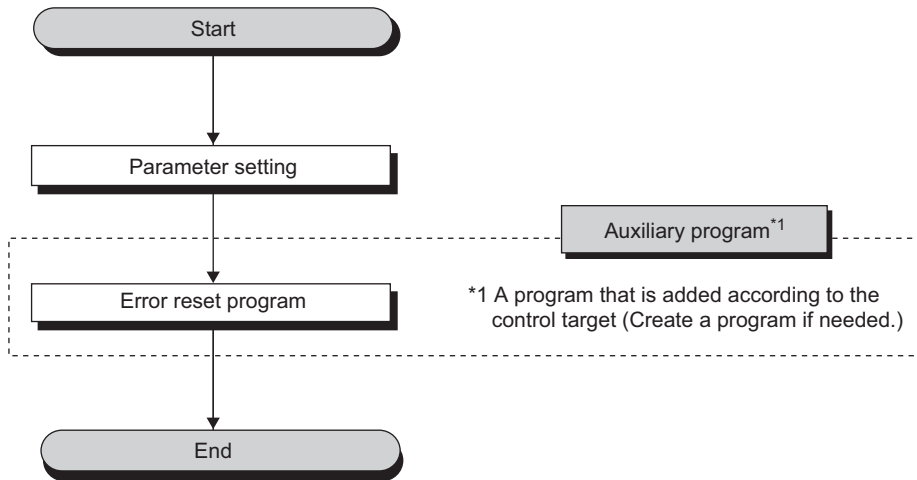 Start
Parameter setting
Auxiliary program*1
Error reset program
*1 A program that is added according to the
control target (Create a program if needed.)
End